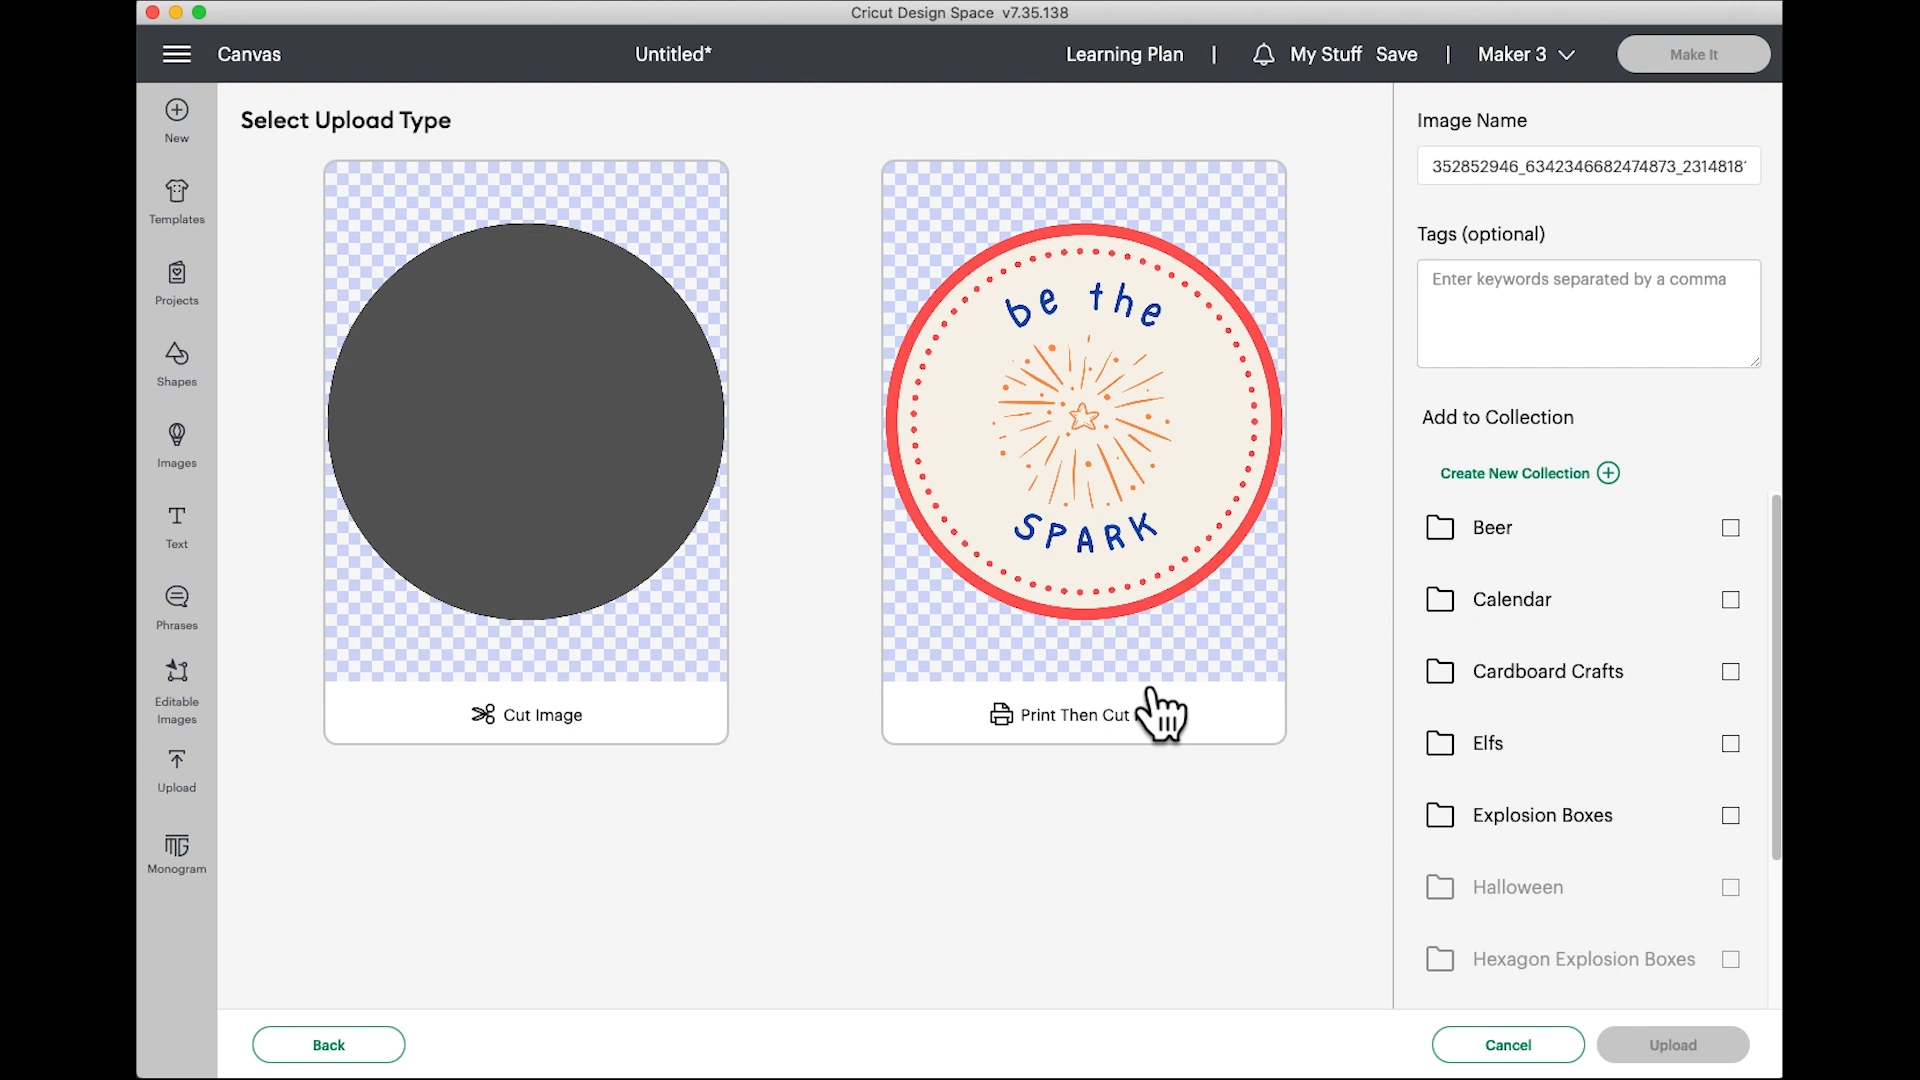 Cricut Design Space v7.35.138
Canvas
Untitled*
Learning Plan
|
My Stuff
Save
|
Maker 3
Make It
New
Templates
Projects
Shapes
Images
Text
Phrases
Editable
Images
Upload
Monogram
Select Upload Type
Cut Image
be the
SPARK
Print Then Cut
Image Name
352852946_6342346682474873_2314818
Tags (optional)
Enter keywords separated by a comma
Add to Collection
Create New Collection
Beer
Calendar
Cardboard Crafts
Elfs
Explosion Boxes
Halloween
Hexagon Explosion Boxes
Back
Cancel
Upload